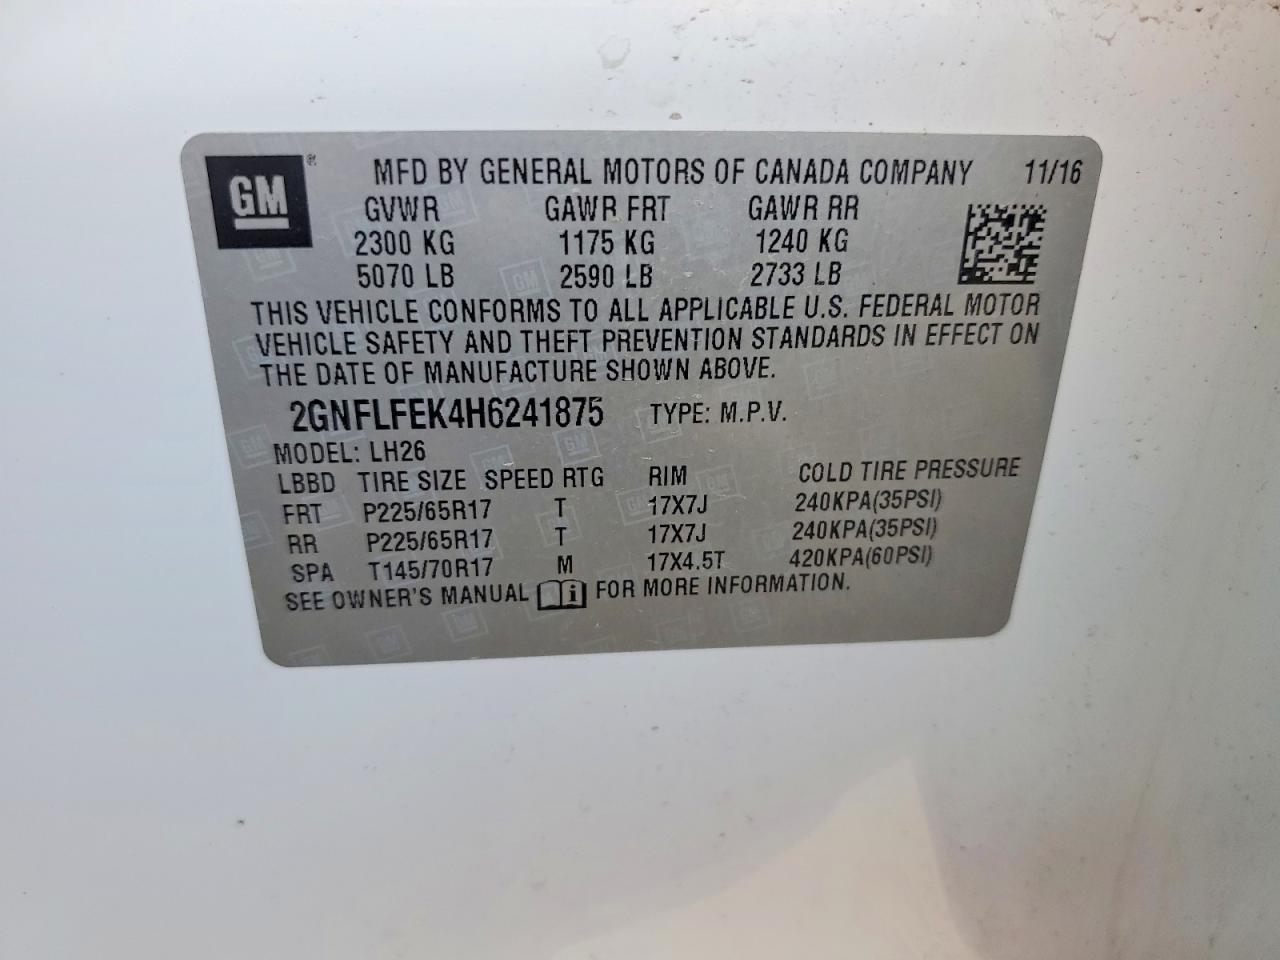 GM ® MFD BY GENERAL MOTORS OF CANADA COMPANY 11/16
GVWR GAWR FRT GAWR RR
2300 KG 1175 KG 1240 KG
5070 LB 2590 LB 2733 LB
THIS VEHICLE CONFORMS TO ALL APPLICABLE U.S. FEDERAL MOTOR
VEHICLE SAFETY AND THEFT PREVENTION STANDARDS IN EFFECT ON
THE DATE OF MANUFACTURE SHOWN ABOVE.
2GNFLFEK4H6241875 TYPE: M.P.V.
MODEL: LH26
LBBD TIRE SIZE SPEED RTG RIM COLD TIRE PRESSURE
FRT P225/65R17 T 17X7J 240KPA(35PSI)
RR P225/65R17 T 17X7J 240KPA(35PSI)
SPA T145/70R17 M 17X4.5T 420KPA(60PSI)
SEE OWNER'S MANUAL FOR MORE INFORMATION.